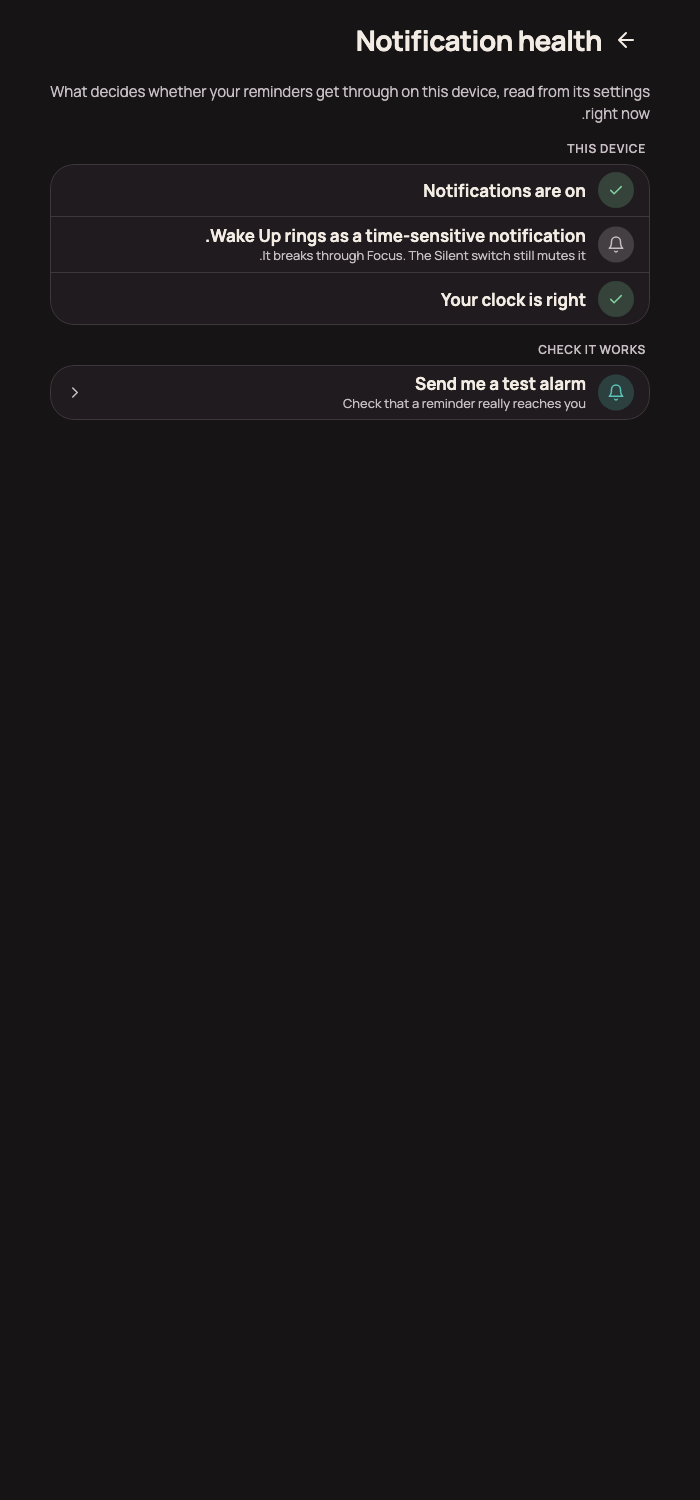 Notification health
What decides whether your reminders get through on this device, read from its settings
.right now
THIS DEVICE
Notifications are on
.Wake Up rings as a time-sensitive notification
.It breaks through Focus. The Silent switch still mutes it
Your clock is right
CHECK IT WORKS
Send me a test alarm
Check that a reminder really reaches you